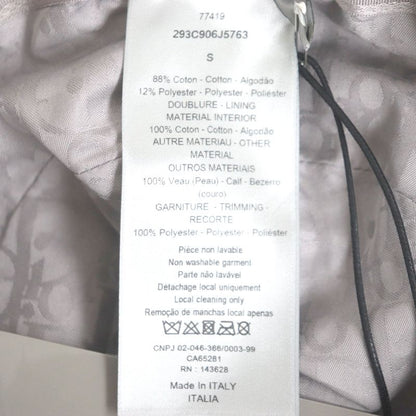 77419
293C906J5763
S
88% Coton - Cotton - Algodão
12% Polyester - Polyester - Poliéster
DOUBLURE - LINING
MATERIAL INTERIOR
100% Coton - Cotton - Algodão
AUTRE MATERIAU - OTHER
MATERIAL
OUTROS MATERIAIS
100% Veau (Peau) - Calf - Bezerro
(couro)
GARNITURE - TRIMMING -
RECORTE
100% Polyester - Polyester - Poliéster
Pièce non lavable
Non washable garment
Parte não lavável
Détachage local uniquement
Local cleaning only
Remoção de manchas local apenas
CNPJ 02-046-366/0003-99
CA65281
RN : 143628
Made In ITALY
ITALIA